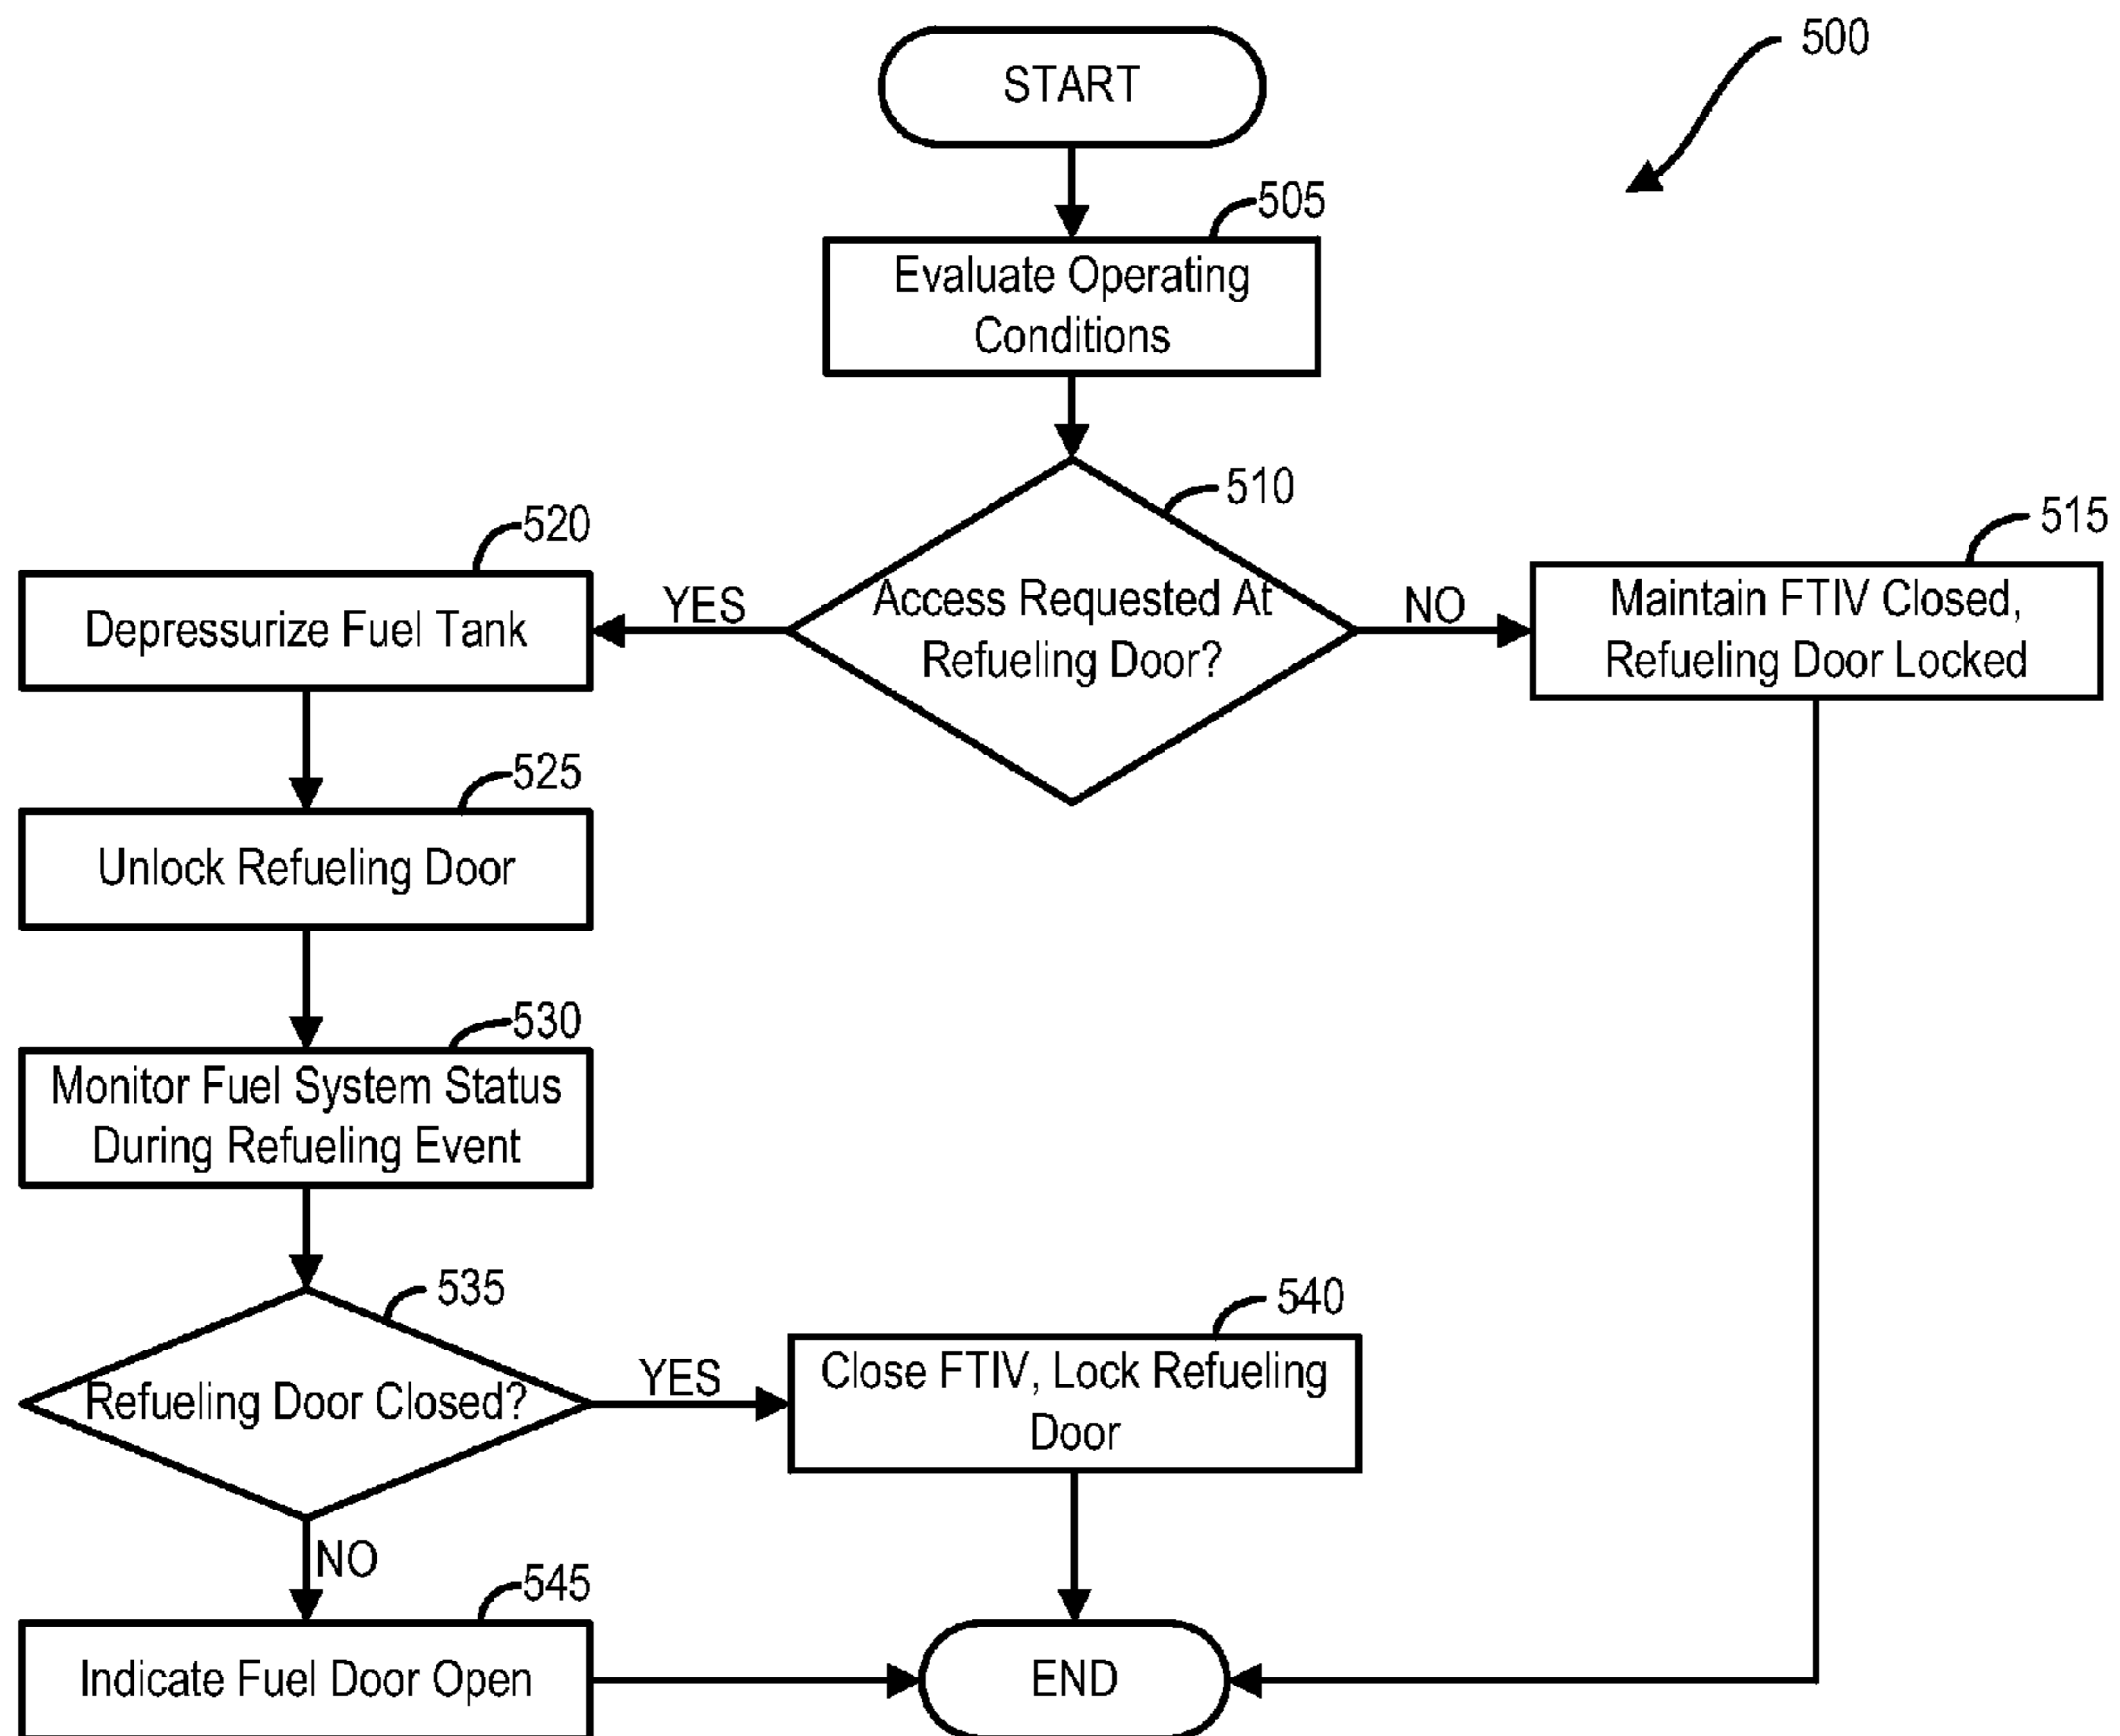 500
START
505
Evaluate Operating
Conditions
510
Access Requested At
Refueling Door?
YES
NO
520
Depressurize Fuel Tank
515
Maintain FTIV Closed,
Refueling Door Locked
525
Unlock Refueling Door
530
Monitor Fuel System Status
During Refueling Event
535
Refueling Door Closed?
YES
540
Close FTIV, Lock Refueling
Door
NO
545
Indicate Fuel Door Open
END